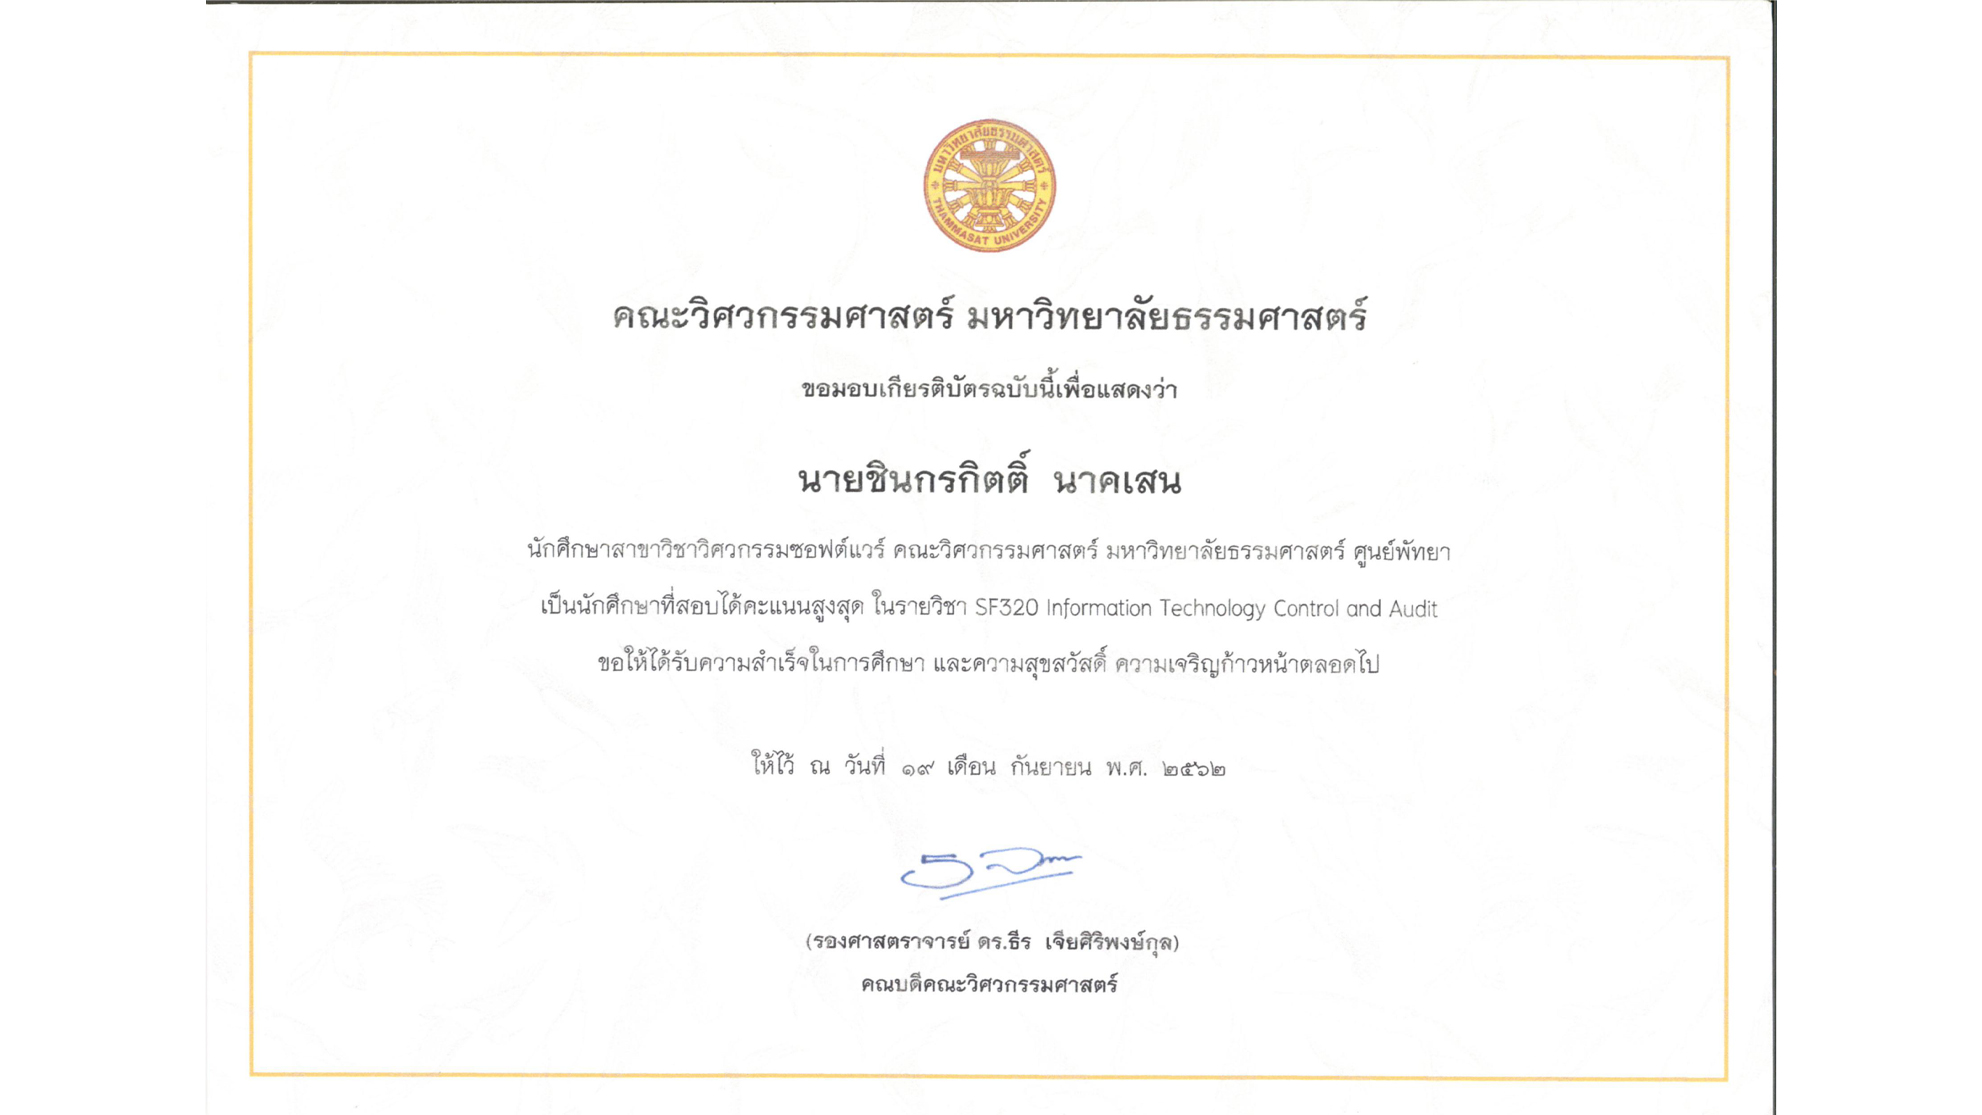 มหาวิทยาลัยธรรมศาสตร์
THAMMASAT UNIVERSITY
คณะวิศวกรรมศาสตร์ มหาวิทยาลัยธรรมศาสตร์
ขอมอบเกียรติบัตรฉบับนี้เพื่อแสดงว่า
นายชินกรกิตติ์ นาคเสน
นักศึกษาสาขาวิชาวิศวกรรมซอฟต์แวร์ คณะวิศวกรรมศาสตร์ มหาวิทยาลัยธรรมศาสตร์ ศูนย์พัทยา
เป็นนักศึกษาที่สอบได้คะแนนสูงสุด ในรายวิชา SF320 Information Technology Control and Audit
ขอให้ได้รับความสำเร็จในการศึกษา และความสุขสวัสดิ์ ความเจริญก้าวหน้าตลอดไป
ให้ไว้ ณ วันที่ ๑๙ เดือน กันยายน พ.ศ. ๒๕๖๒
(รองศาสตราจารย์ ดร.ธีร เจียศิริพงษ์กุล)
คณบดีคณะวิศวกรรมศาสตร์